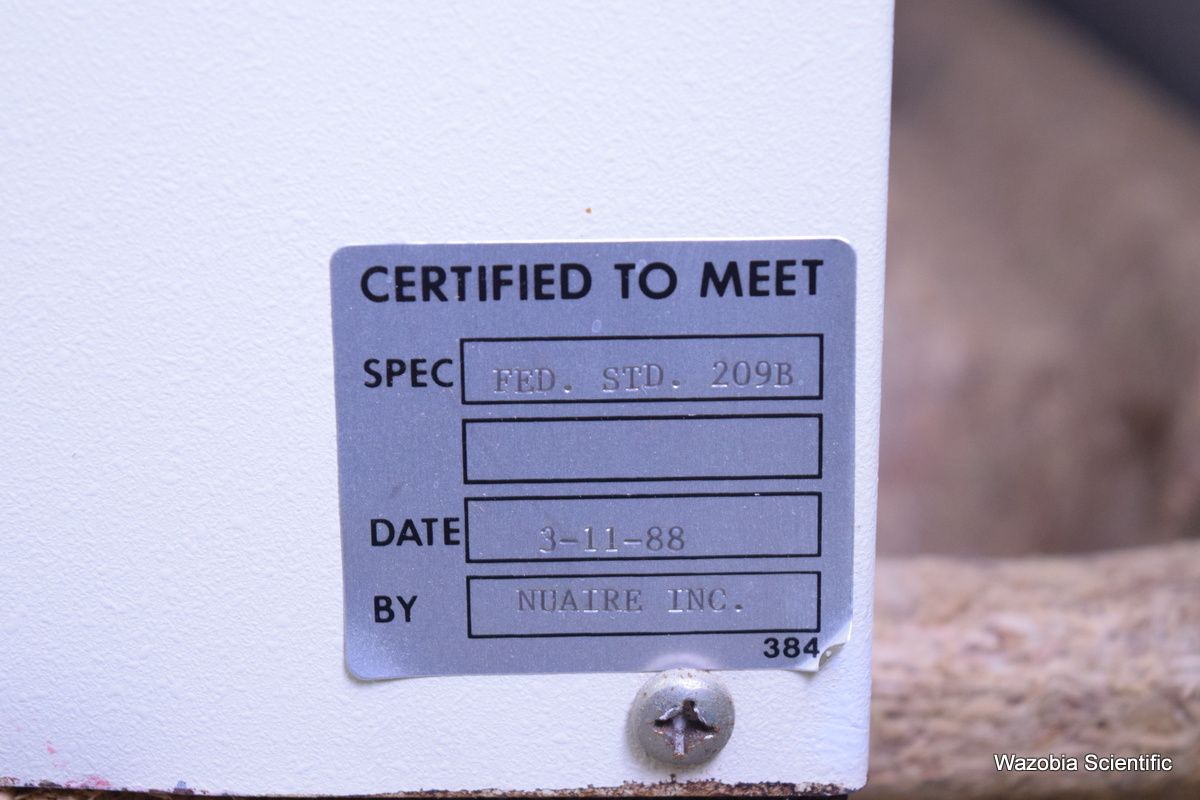 CERTIFIED TO MEET
SPEC FED. STD. 209B
DATE 3-11-88
BY NUAIRE INC.
384
Wazobia Scientific